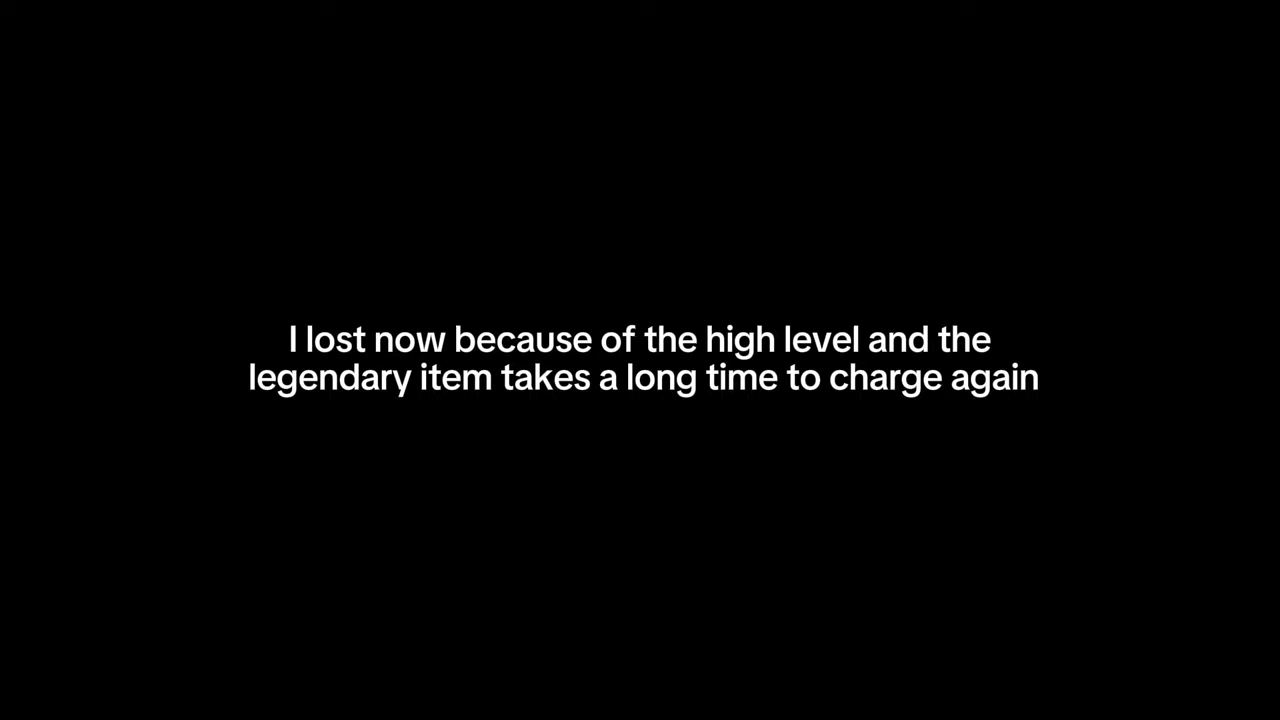 I lost now because of the high level and the
legendary item takes a long time to charge again